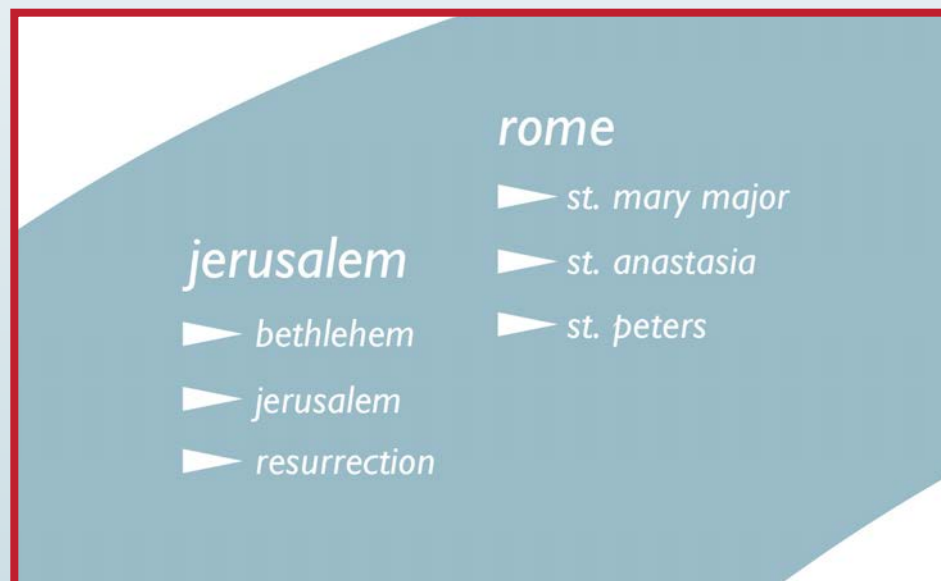 jerusalem
bethlehem
jerusalem
resurrection
rome
st. mary major
st. anastasia
st. peters